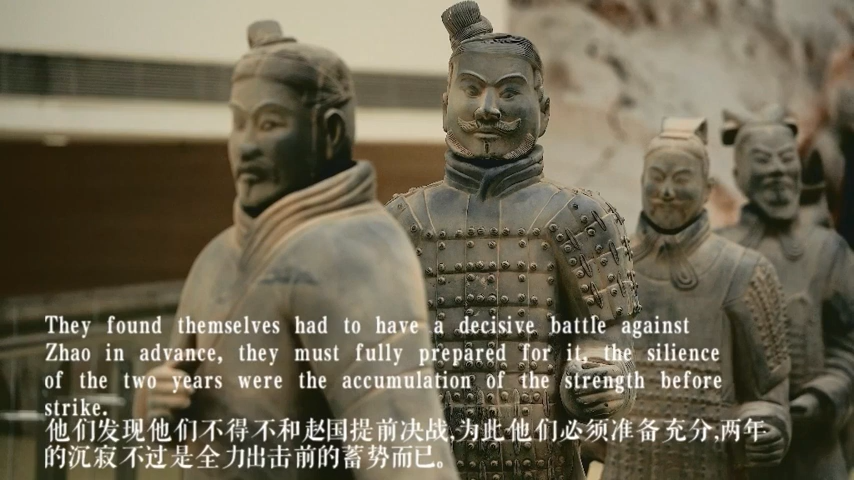 They found themselves had to have a decisive battle against
Zhao in advance, they must fully prepared for it, the silience
of the two years were the accumulation of the strength before
strike.
他们发现他们不得不和赵国提前决战,为此他们必须准备充分,两年
的沉寂不过是全力出击前的蓄势而已。